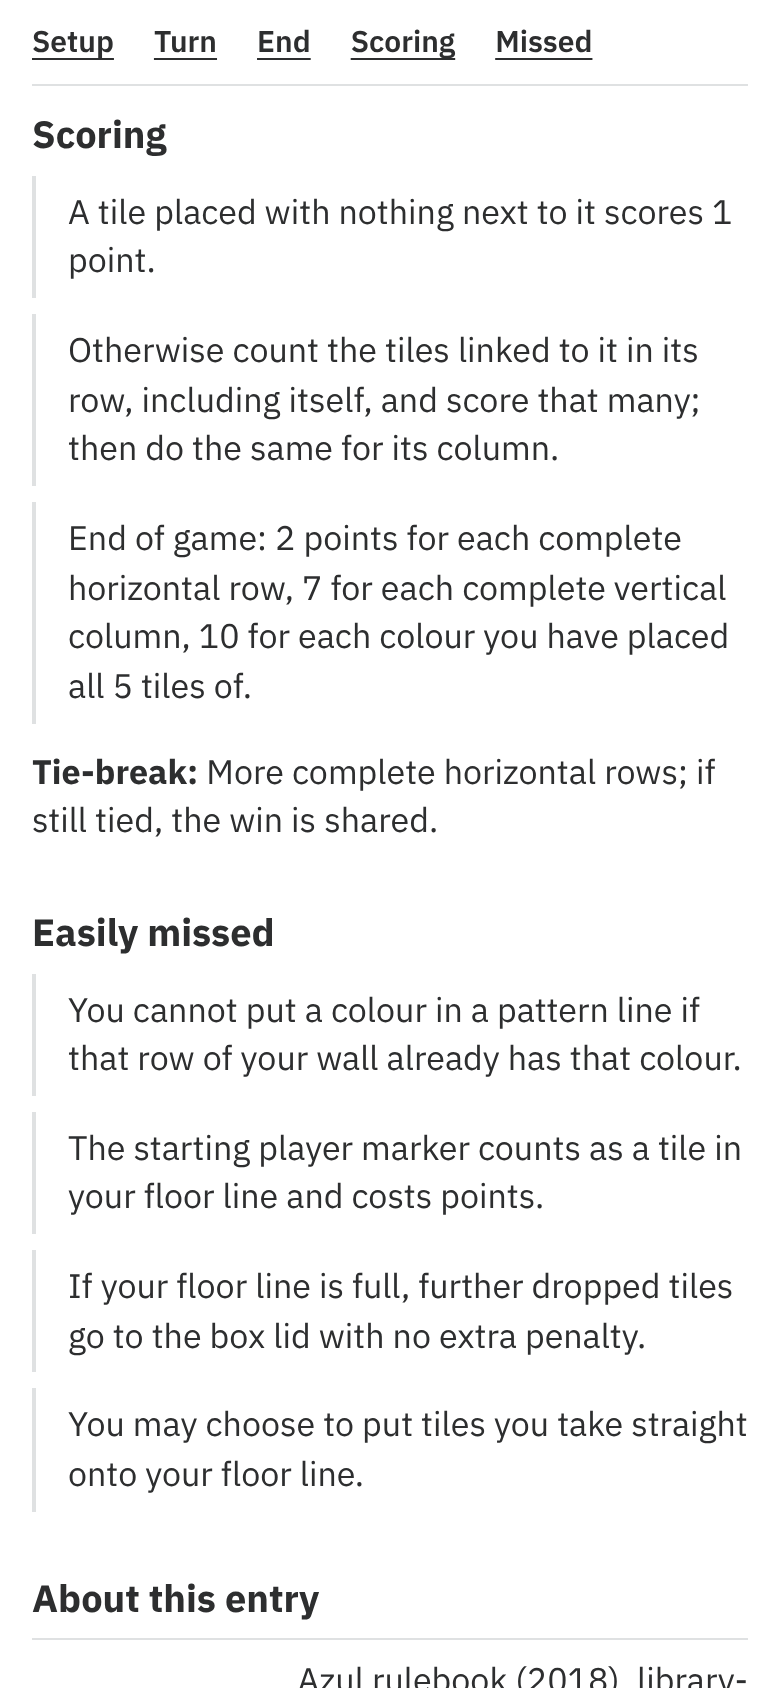 Setup Turn End Scoring Missed
Scoring
A tile placed with nothing next to it scores 1
point.
Otherwise count the tiles linked to it in its
row, including itself, and score that many;
then do the same for its column.
End of game: 2 points for each complete
horizontal row, 7 for each complete vertical
column, 10 for each colour you have placed
all 5 tiles of.
Tie-break: More complete horizontal rows; if
still tied, the win is shared.
Easily missed
You cannot put a colour in a pattern line if
that row of your wall already has that colour.
The starting player marker counts as a tile in
your floor line and costs points.
If your floor line is full, further dropped tiles
go to the box lid with no extra penalty.
You may choose to put tiles you take straight
onto your floor line.
About this entry
Azul rulebook (2018), library-